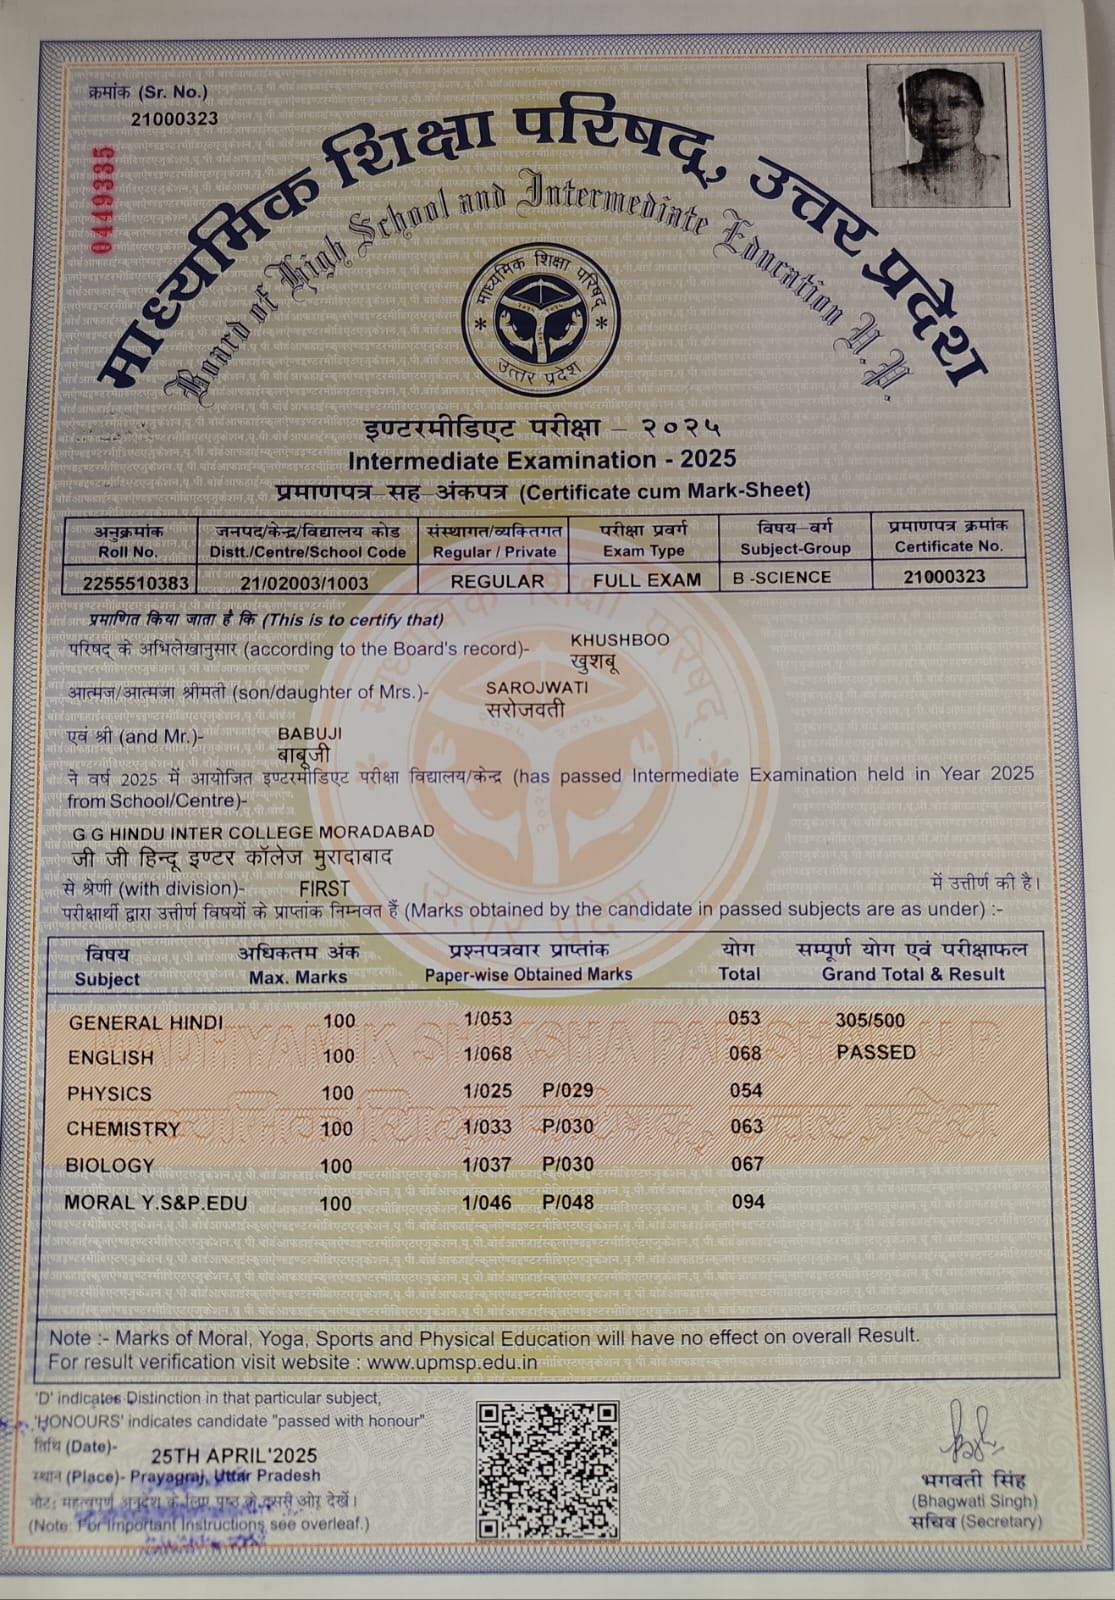 क्रमांक (Sr. No.)
21000323
0449335
माध्यमिक शिक्षा परिषद्, उत्तर प्रदेश
Board of High School and Intermediate Education U.P.
माध्यमिक शिक्षा परिषद्
उत्तर प्रदेश
इण्टरमीडिएट परीक्षा – २०२५
Intermediate Examination - 2025
प्रमाणपत्र सह अंकपत्र (Certificate cum Mark-Sheet)
अनुक्रमांक जनपद/केन्द्र/विद्यालय कोड संस्थागत/व्यक्तिगत परीक्षा प्रवर्ग विषय वर्ग प्रमाणपत्र क्रमांक
Roll No. Distt./Centre/School Code Regular / Private Exam Type Subject-Group Certificate No.
2255510383 21/02003/1003 REGULAR FULL EXAM B -SCIENCE 21000323
प्रमाणित किया जाता है कि (This is to certify that)
परिषद् के अभिलेखानुसार (according to the Board's record)- KHUSHBOO
खुशबू
आत्मज/आत्मजा श्रीमती (son/daughter of Mrs.)- SAROJWATI
सरोजवती
एवं श्री (and Mr.)- BABUJI
बाबूजी
ने वर्ष 2025 में आयोजित इण्टरमीडिएट परीक्षा विद्यालय/केन्द्र (has passed Intermediate Examination held in Year 2025
from School/Centre)-
G G HINDU INTER COLLEGE MORADABAD
जी जी हिन्दू इण्टर कॉलेज मुरादाबाद
से श्रेणी (with division)- FIRST में उत्तीर्ण की है।
परीक्षार्थी द्वारा उत्तीर्ण विषयों के प्राप्तांक निम्नवत हैं (Marks obtained by the candidate in passed subjects are as under) :-
विषय अधिकतम अंक प्रश्नपत्रवार प्राप्तांक योग सम्पूर्ण योग एवं परीक्षाफल
Subject Max. Marks Paper-wise Obtained Marks Total Grand Total & Result
GENERAL HINDI 100 1/053 053 305/500
ENGLISH 100 1/068 068 PASSED
PHYSICS 100 1/025 P/029 054
CHEMISTRY 100 1/033 P/030 063
BIOLOGY 100 1/037 P/030 067
MORAL Y.S&P.EDU 100 1/046 P/048 094
Note :- Marks of Moral, Yoga, Sports and Physical Education will have no effect on overall Result.
For result verification visit website : www.upmsp.edu.in
'D' indicates Distinction in that particular subject,
'HONOURS' indicates candidate "passed with honour"
तिथि (Date)- 25TH APRIL'2025
स्थान (Place)- Prayagraj, Uttar Pradesh
नोट: महत्वपूर्ण अनुदेश के लिए पृष्ठ के दूसरी ओर देखें।
(Note: For Important Instructions see overleaf.)
भगवती सिंह
(Bhagwati Singh)
सचिव (Secretary)